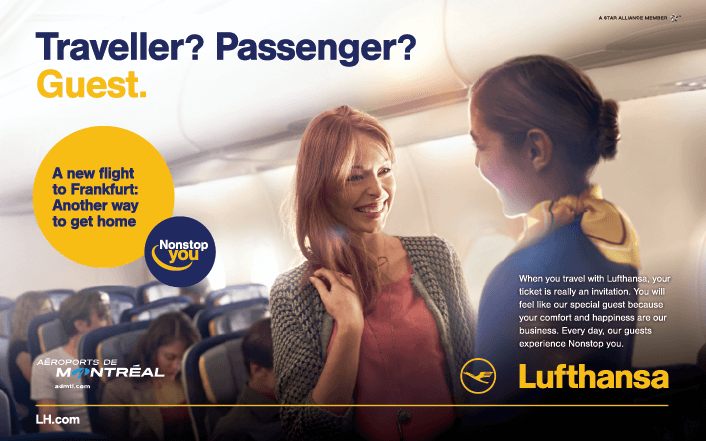 A STAR ALLIANCE MEMBER
Traveller? Passenger?
Guest.
A new flight
to Frankfurt:
Another way
to get home
Nonstop
you
When you travel with Lufthansa, your
ticket is really an invitation. You will
feel like our special guest because
your comfort and happiness are our
business. Every day, our guests
experience Nonstop you.
AÉROPORTS DE
MONTRÉAL
admtl.com
Lufthansa
LH.com